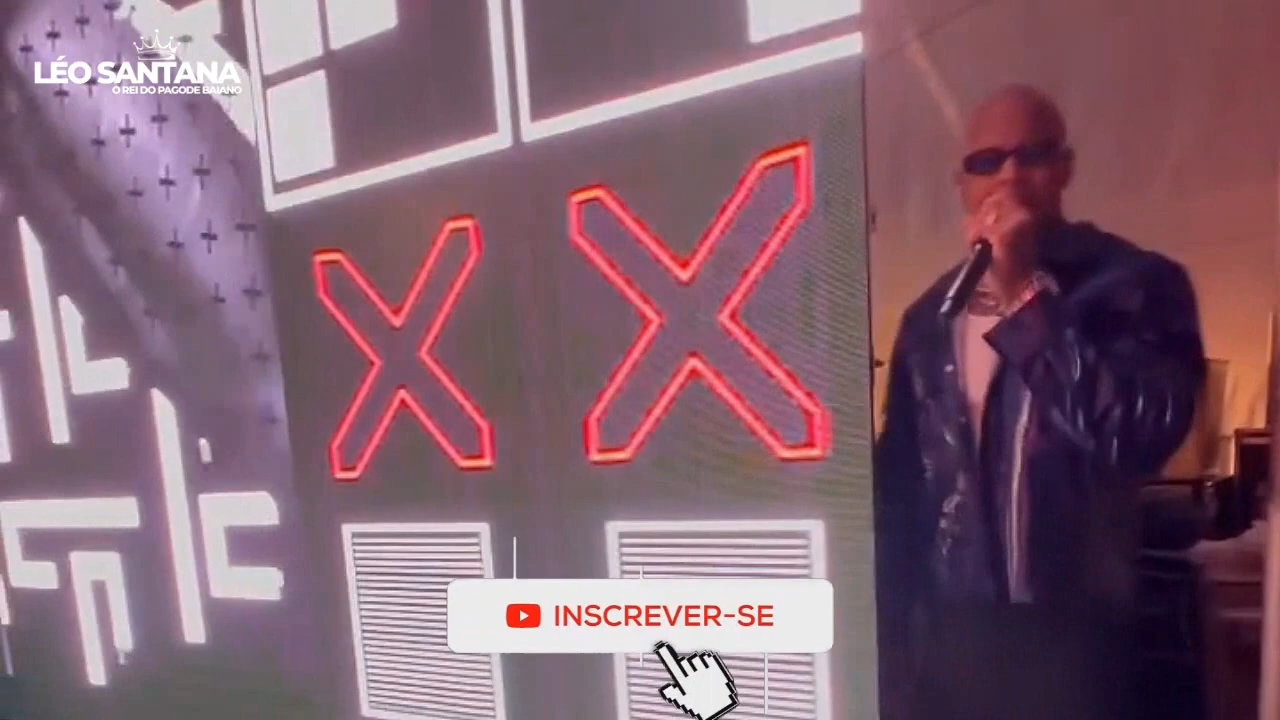 LÉO SANTANA
O REI DO PAGODE BAIANO
X X
INSCREVER-SE